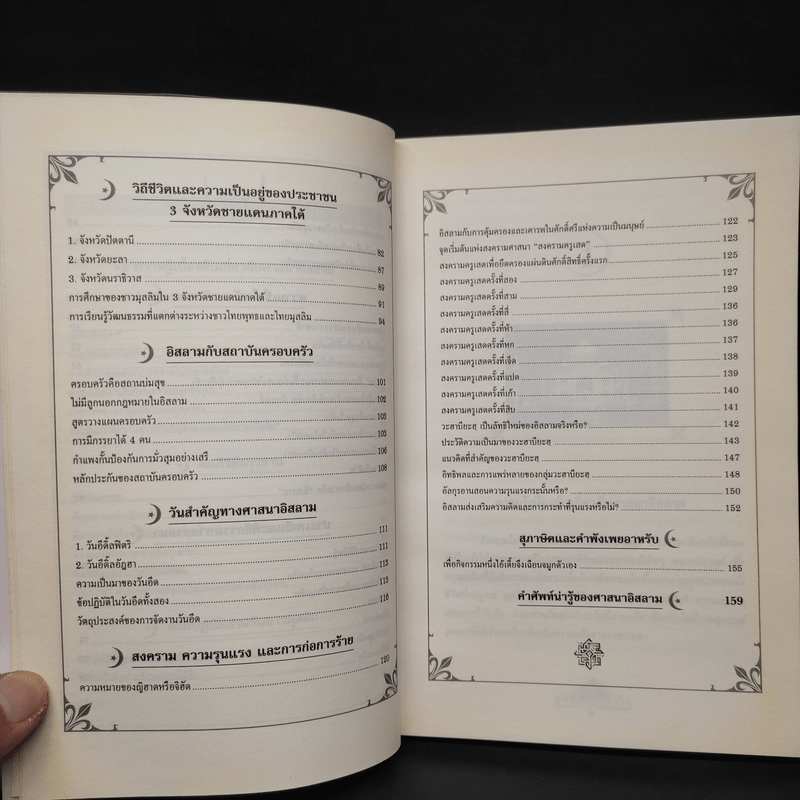 วิถีชีวิตและความเป็นอยู่ของประชาชน
3 จังหวัดชายแดนภาคใต้
1. จังหวัดปัตตานี 82
2. จังหวัดยะลา 87
3. จังหวัดนราธิวาส 89
การศึกษาของชาวมุสลิมใน 3 จังหวัดชายแดนภาคใต้ 91
การเรียนรู้วัฒนธรรมที่แตกต่างระหว่างชาวไทยพุทธและไทยมุสลิม 94
อิสลามกับสถาบันครอบครัว
ครอบครัวคือสถานบ่มสุข 101
ไม่มีลูกนอกกฎหมายในอิสลาม 102
สูตรวางแผนครอบครัว 103
การมีภรรยาได้ 4 คน 103
กำแพงกั้นป้องกันการมั่วสุมอย่างเสรี 106
หลักประกันของสถาบันครอบครัว 108
วันสำคัญทางศาสนาอิสลาม
1. วันอีดิ้ลฟิตริ 111
2. วันอีดิ้ลอัฎฮา 111
ความเป็นมาของวันอีด 113
ข้อปฏิบัติในวันอีดทั้งสอง 113
วัตถุประสงค์ของการจัดงานวันอีด 116
สงคราม ความรุนแรง และการก่อการร้าย
ความหมายของญิฮาดหรือจิฮัด 120
อิสลามกับการคุ้มครองและเคารพในศักดิ์ศรีแห่งความเป็นมนุษย์ 122
จุดเริ่มต้นแห่งสงครามศาสนา "สงครามครูเสด" 123
สงครามครูเสดเพื่อยึดครองแผ่นดินศักดิ์สิทธิ์ครั้งแรก 125
สงครามครูเสดครั้งที่สอง 127
สงครามครูเสดครั้งที่สาม 129
สงครามครูเสดครั้งที่สี่ 136
สงครามครูเสดครั้งที่ห้า 136
สงครามครูเสดครั้งที่หก 137
สงครามครูเสดครั้งที่เจ็ด 138
สงครามครูเสดครั้งที่แปด 139
สงครามครูเสดครั้งที่เก้า 140
สงครามครูเสดครั้งที่สิบ 141
วะฮาบียะฮฺ เป็นลัทธิใหม่ของอิสลามจริงหรือ? 142
ประวัติความเป็นมาของวะฮาบียะฮฺ 143
แนวคิดที่สำคัญของวะฮาบียะฮฺ 147
อิทธิพลและการแพร่หลายของกลุ่มวะฮาบียะฮฺ 148
อัลกุรอานสอนความรุนแรงกระนั้นหรือ? 150
อิสลามส่งเสริมความคิดและการกระทำที่รุนแรงหรือไม่? 152
สุภาษิตและคำพังเพยอาหรับ
เพื่อกิจกรรมหนึ่งไอ้เตี้ยจึงเฉือนจมูกตัวเอง 155
คำศัพท์น่ารู้ของศาสนาอิสลาม 159